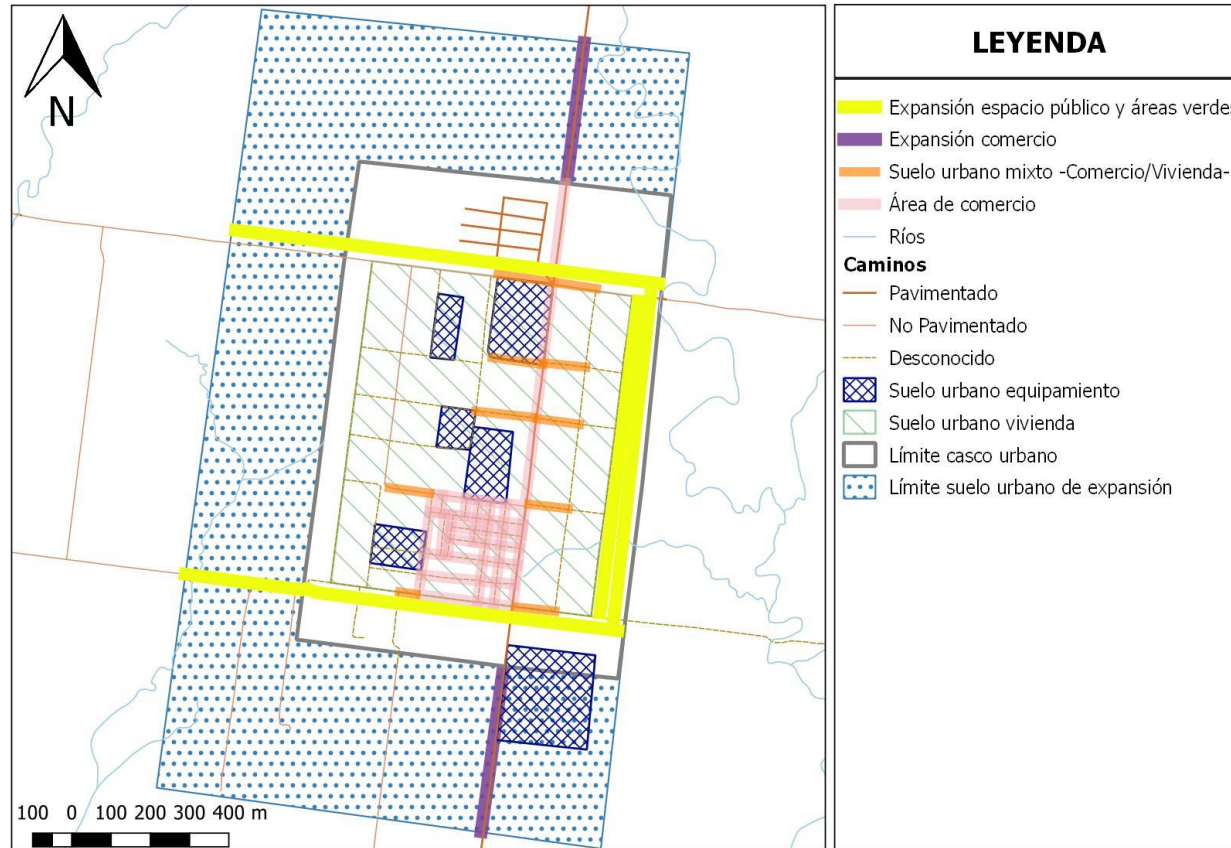 N
100 0 100 200 300 400 m
LEYENDA
Expansión espacio público y áreas verdes
Expansión comercio
Suelo urbano mixto -Comercio/Vivienda-
Área de comercio
Ríos
Caminos
Pavimentado
No Pavimentado
Desconocido
Suelo urbano equipamiento
Suelo urbano vivienda
Límite casco urbano
Límite suelo urbano de expansión